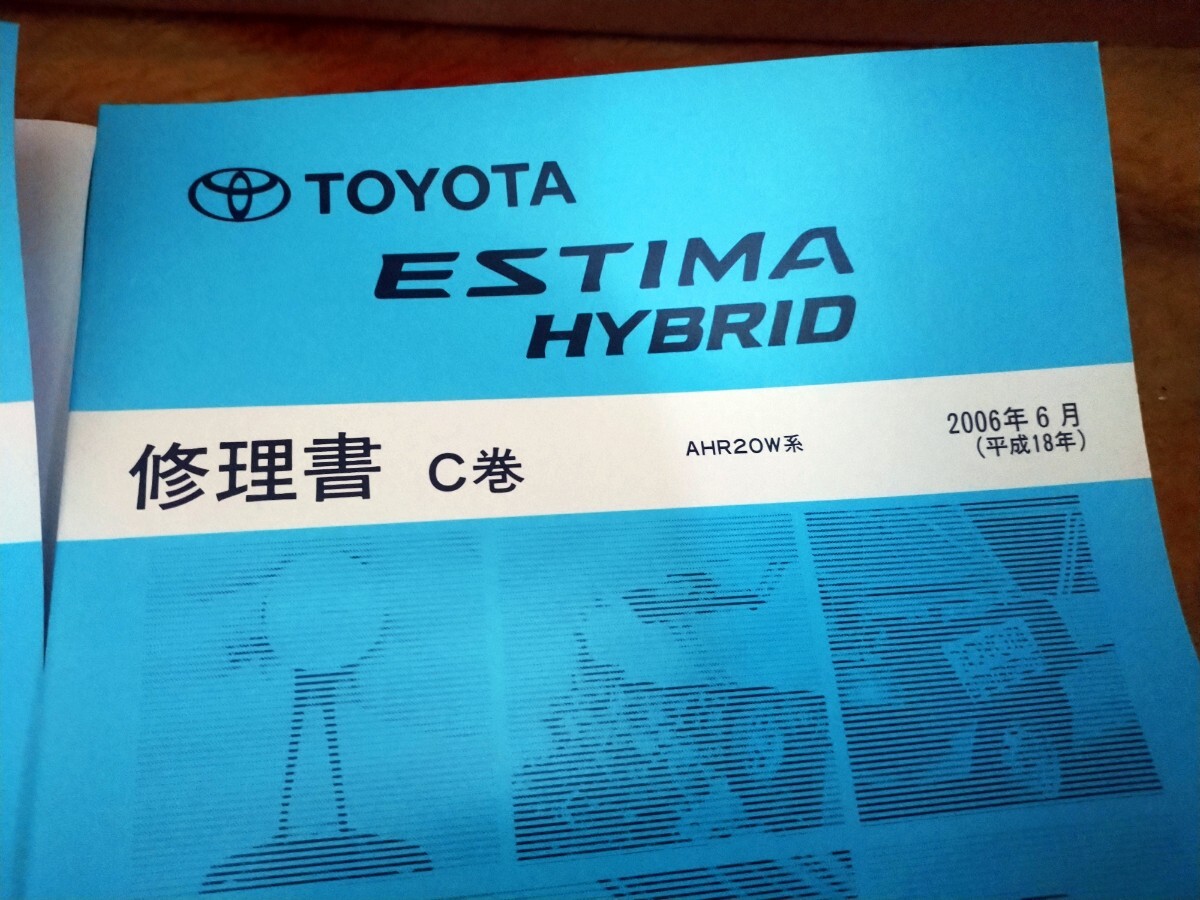 TOYOTA
ESTIMA
HYBRID
修理書 C巻 AHR20W系 2006年6月
(平成18年)